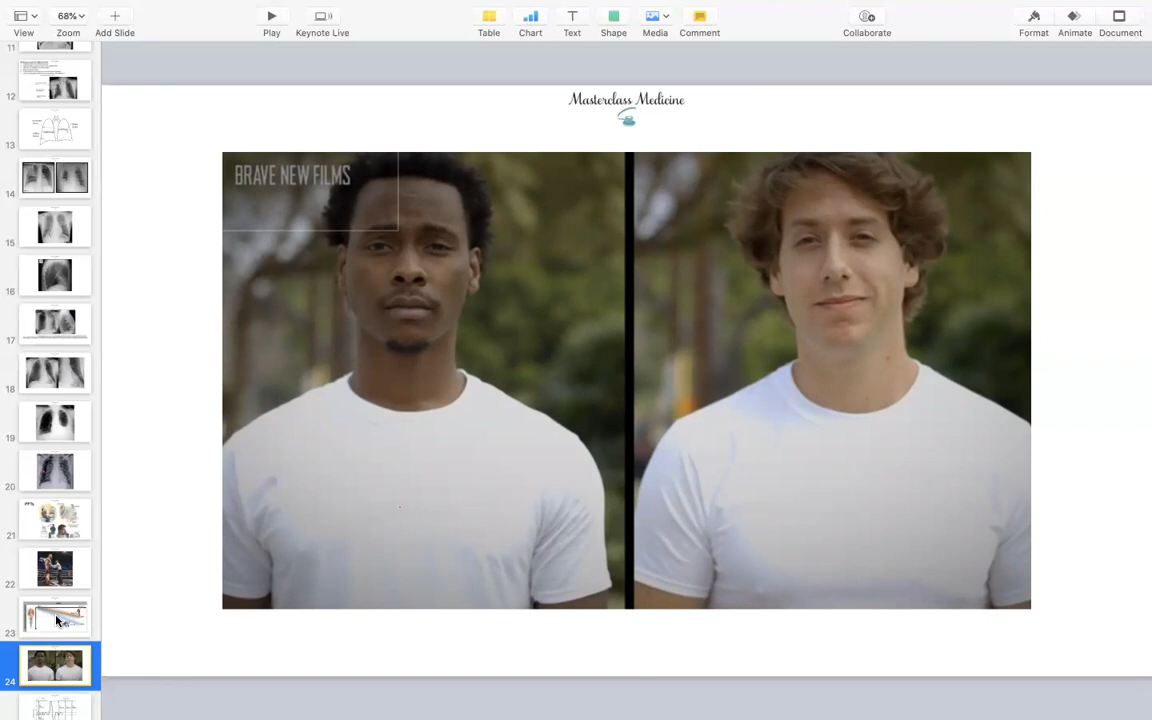 68%
View
Zoom
Add Slide
Play
Keynote Live
Table
Chart
Text
Shape
Media
Comment
Collaborate
Format
Animate
Document
Masterclass Medicine
BRAVE NEW FILMS
11
12
13
14
15
16
17
18
19
20
PFTs
21
22
23
24